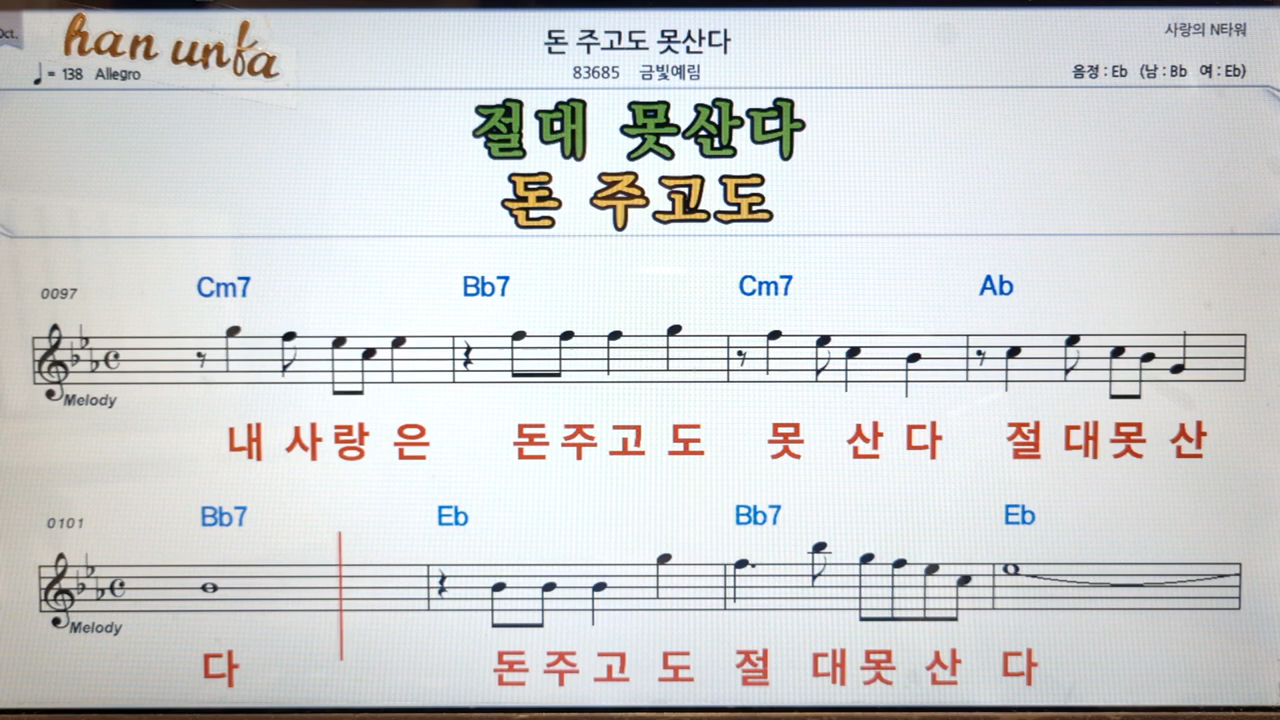 Oct.
han unfa
♩= 138 Allegro
돈 주고도 못산다
83685 금빛예림
사랑의 N타워
음정 : Eb (남 : Bb 여 : Eb)
절대 못산다
돈 주고도
0097 Cm7 Bb7 Cm7 Ab
Melody
내 사랑 은 돈주고 도 못 산 다 절 대못 산
0101 Bb7 Eb Bb7 Eb
Melody
다 돈주고 도 절 대못 산 다